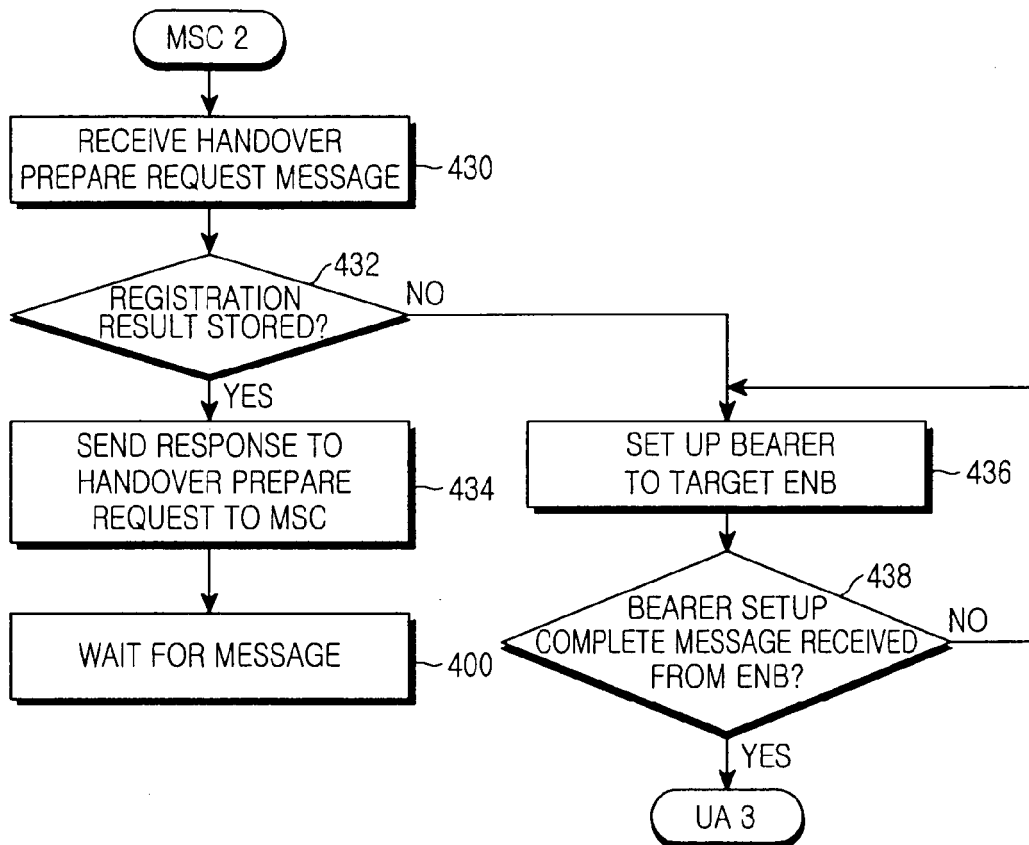 MSC 2
RECEIVE HANDOVER
PREPARE REQUEST MESSAGE
430
432
REGISTRATION
RESULT STORED?
NO
YES
SEND RESPONSE TO
HANDOVER PREPARE
REQUEST TO MSC
434
WAIT FOR MESSAGE
400
SET UP BEARER
TO TARGET ENB
436
438
BEARER SETUP
COMPLETE MESSAGE RECEIVED
FROM ENB?
NO
YES
UA 3